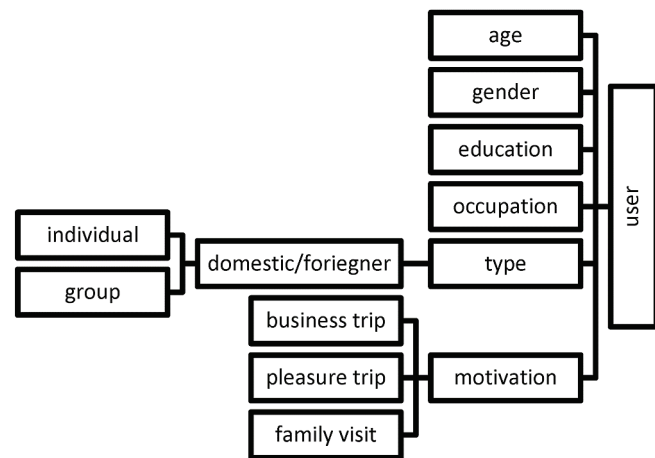 age
gender
education
occupation
user
individual
domestic/foriegner
type
group
business trip
pleasure trip
motivation
family visit